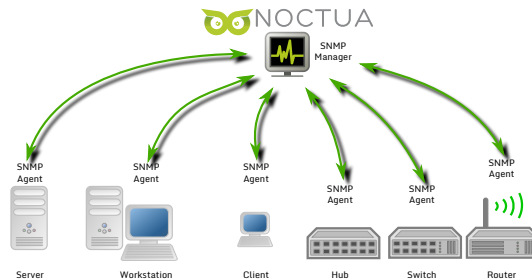 NOCTUA
SNMP
Manager
SNMP
Agent
SNMP
Agent
SNMP
Agent
SNMP
Agent
SNMP
Agent
SNMP
Agent
Server
Workstation
Client
Hub
Switch
Router